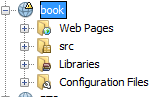 book
Web Pages
src
Libraries
Configuration Files